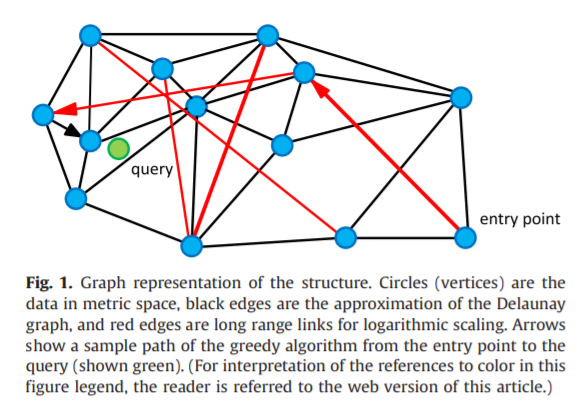 query
entry point
Fig. 1. Graph representation of the structure. Circles (vertices) are the
data in metric space, black edges are the approximation of the Delaunay
graph, and red edges are long range links for logarithmic scaling. Arrows
show a sample path of the greedy algorithm from the entry point to the
query (shown green). (For interpretation of the references to color in this
figure legend, the reader is referred to the web version of this article.)